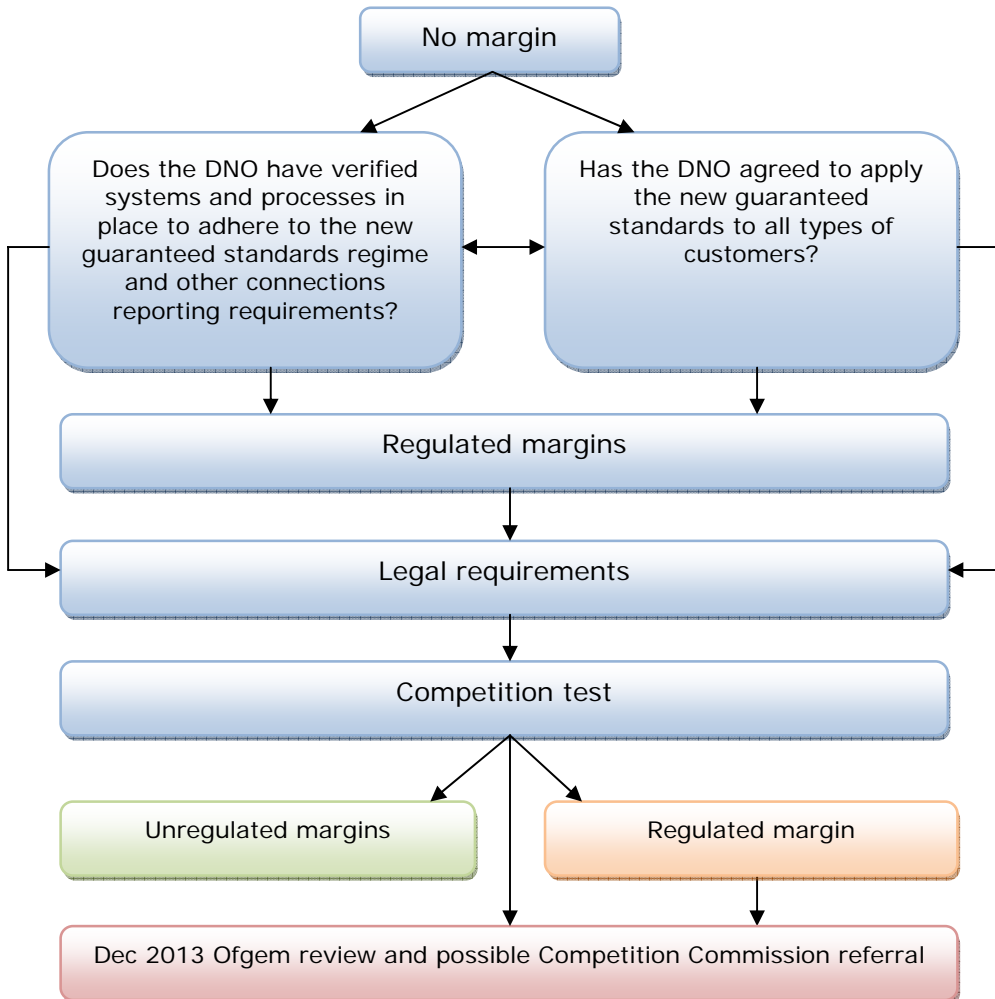 No margin
Does the DNO have verified
systems and processes in
place to adhere to the new
guaranteed standards regime
and other connections
reporting requirements?
Has the DNO agreed to apply
the new guaranteed
standards to all types of
customers?
Regulated margins
Legal requirements
Competition test
Unregulated margins
Regulated margin
Dec 2013 Ofgem review and possible Competition Commission referral